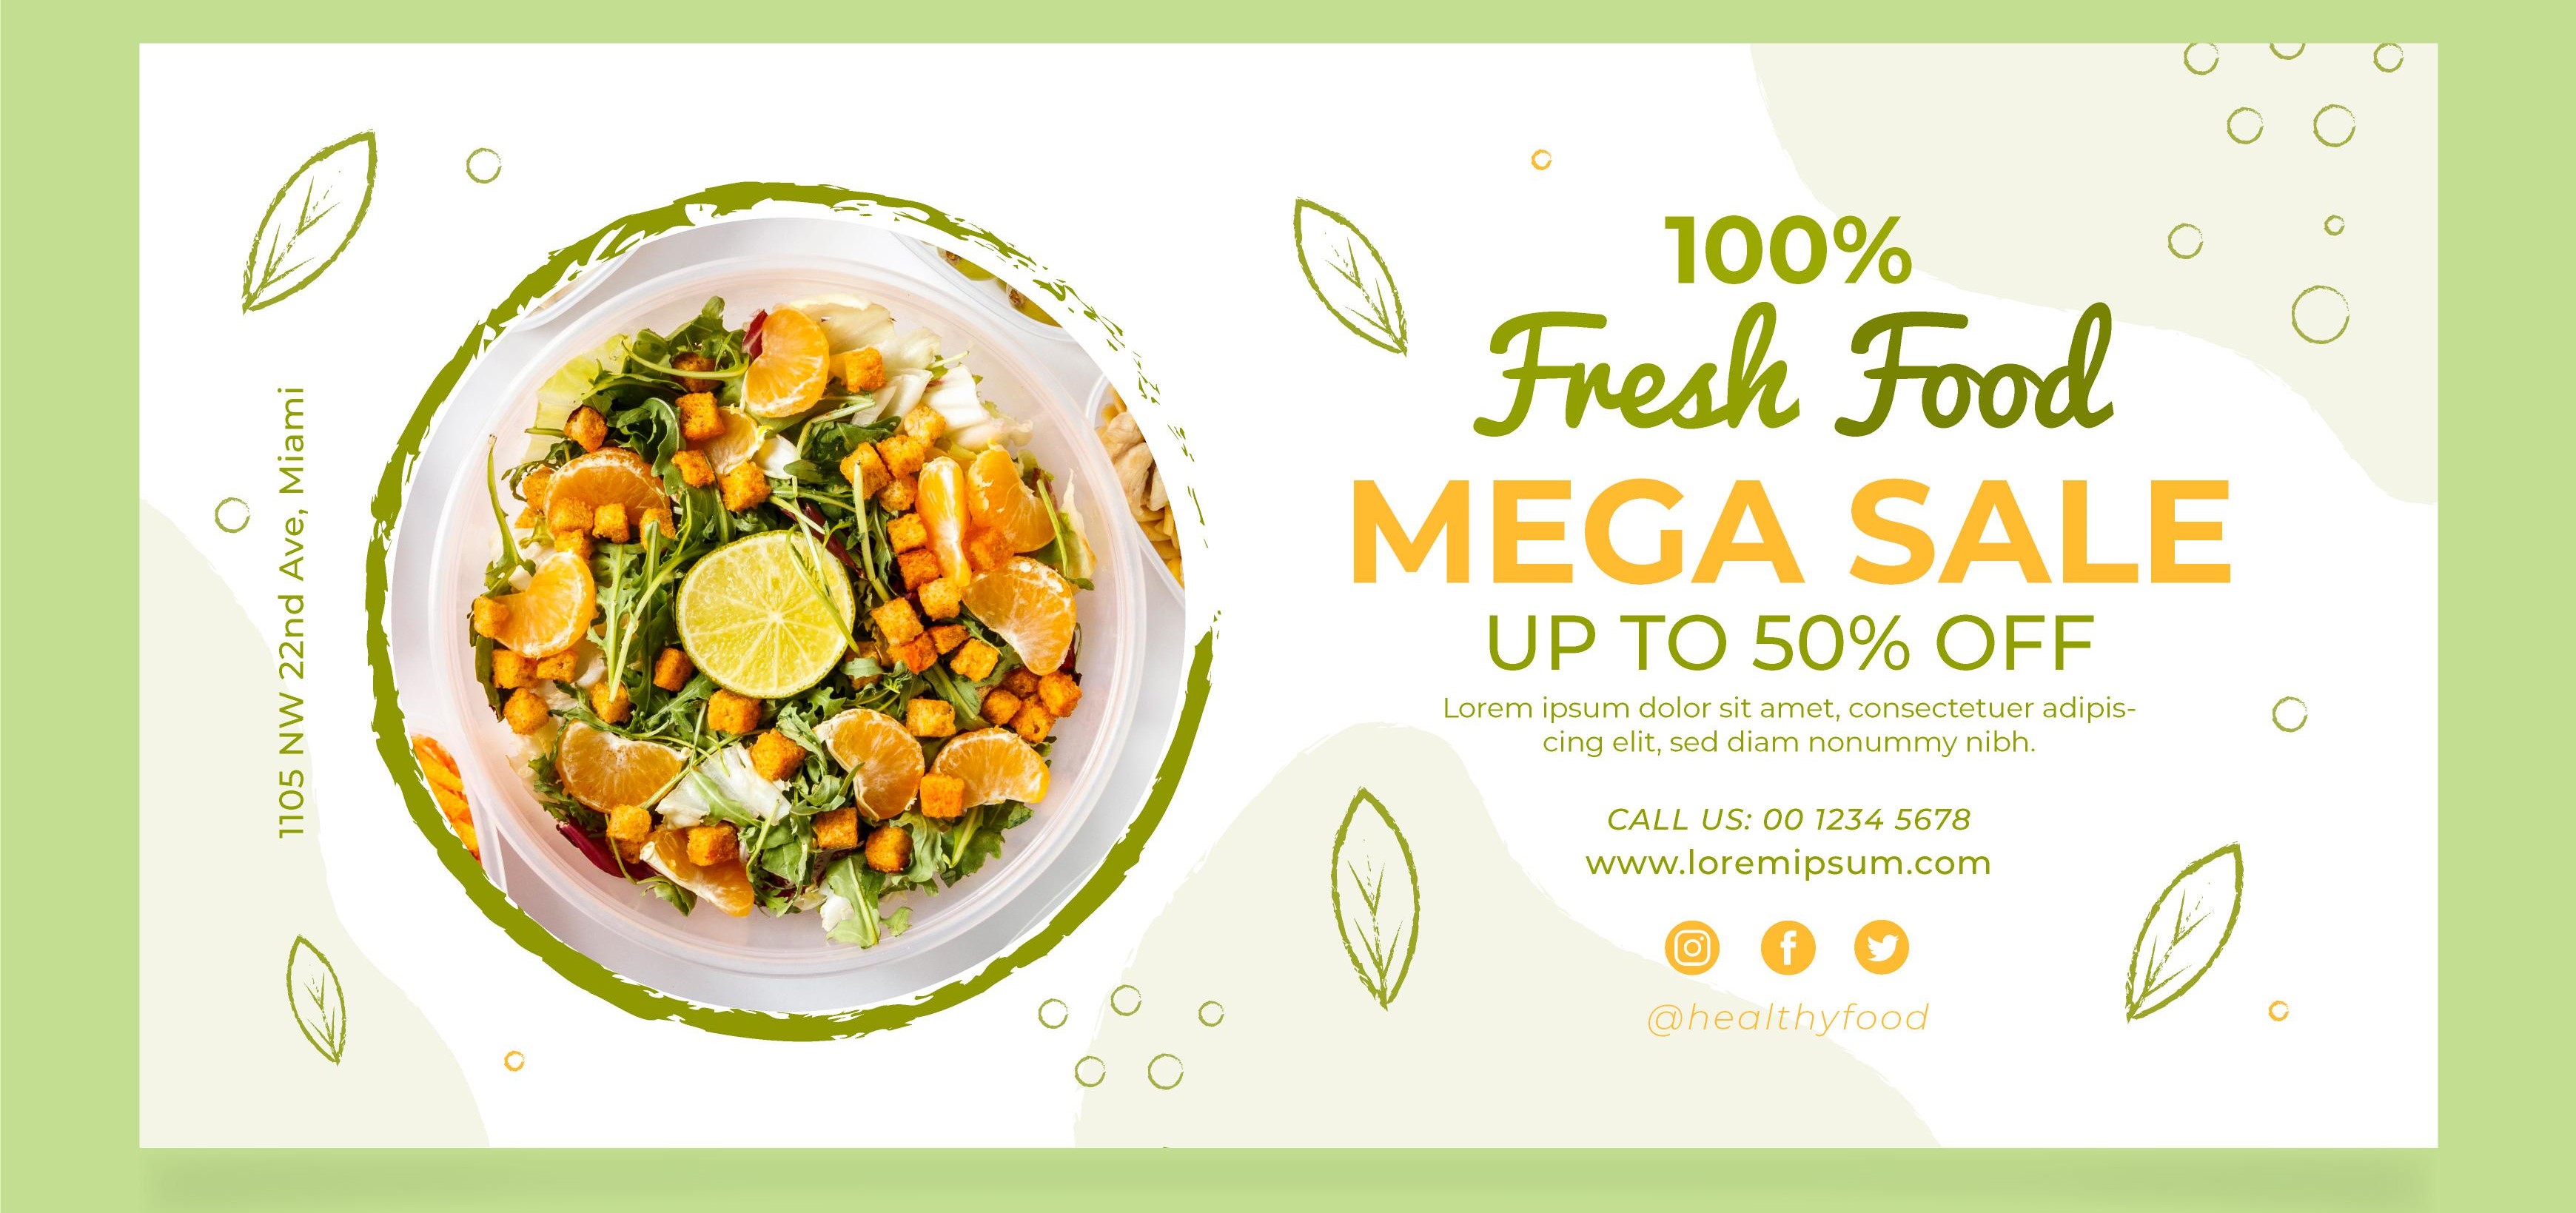 1105 NW 22nd Ave, Miami
100%
Fresh Food
MEGA SALE
UP TO 50% OFF
Lorem ipsum dolor sit amet, consectetuer adipis-
cing elit, sed diam nonummy nibh.
CALL US: 00 1234 5678
www.loremipsum.com
@healthyfood